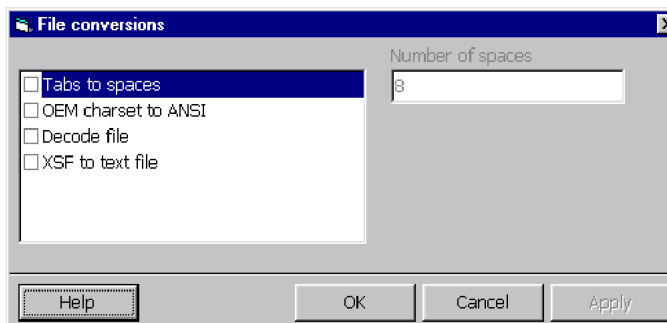 File conversions
Number of spaces
Tabs to spaces
8
OEM charset to ANSI
Decode file
XSF to text file
Help OK Cancel Apply